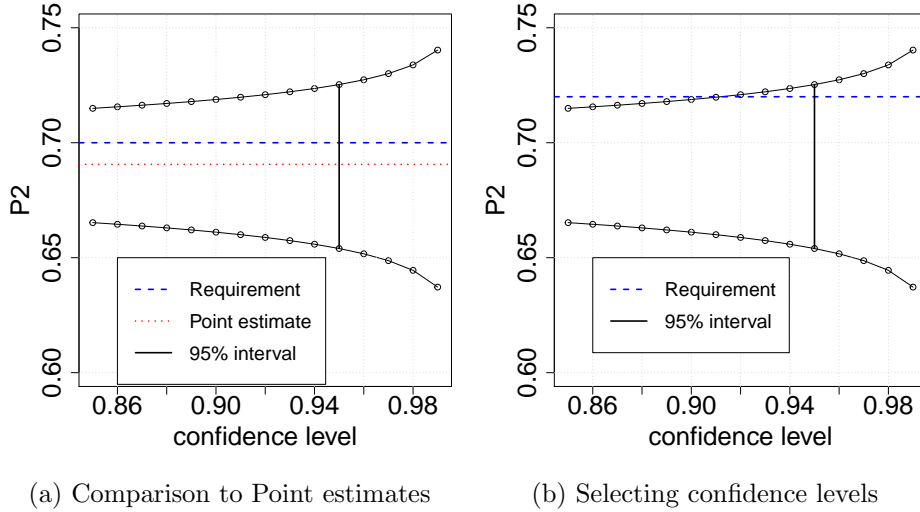 0.75
0.70
0.65
0.60
P2
0.86
0.90
0.94
0.98
confidence level
Requirement
Point estimate
95% interval
(a) Comparison to Point estimates
0.75
0.70
0.65
0.60
P2
0.86
0.90
0.94
0.98
confidence level
Requirement
95% interval
(b) Selecting confidence levels